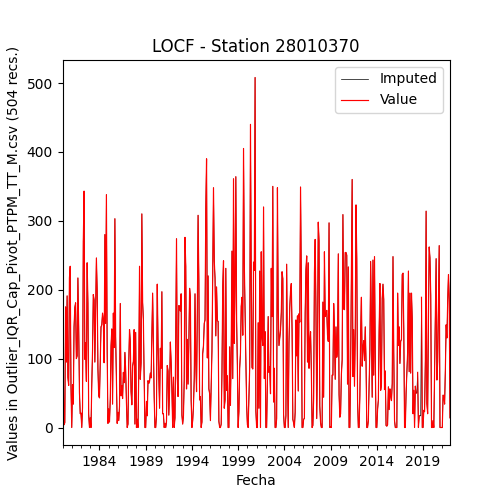 LOCF - Station 28010370
Values in Outlier_IQR_Cap_Pivot_PTPM_TT_M.csv (504 recs.)
500
400
300
200
100
0
Imputed
Value
1984 1989 1994 1999 2004 2009 2014 2019
Fecha